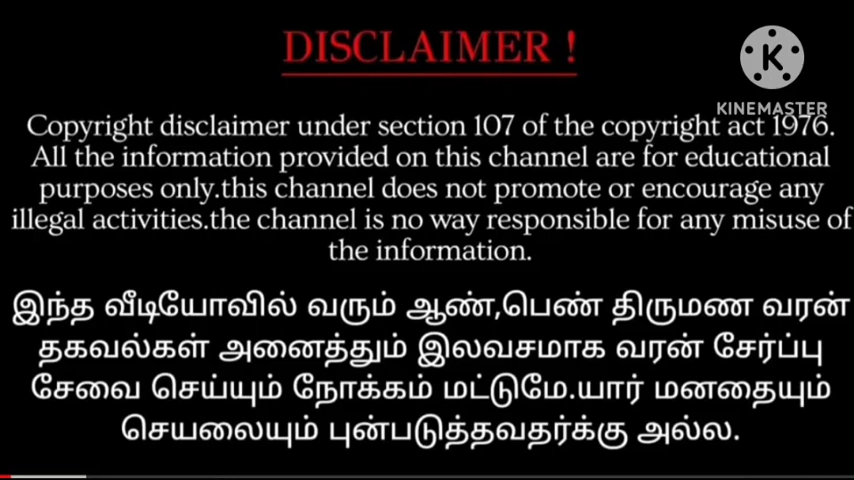 DISCLAIMER !
KINEMASTER
Copyright disclaimer under section 107 of the copyright act 1976.
All the information provided on this channel are for educational
purposes only.this channel does not promote or encourage any
illegal activities.the channel is no way responsible for any misuse of
the information.
இந்த வீடியோவில் வரும் ஆண்,பெண் திருமண வரன்
தகவல்கள் அனைத்தும் இலவசமாக வரன் சேர்ப்பு
சேவை செய்யும் நோக்கம் மட்டுமே.யார் மனதையும்
செயலையும் புன்படுத்தவதர்க்கு அல்ல.